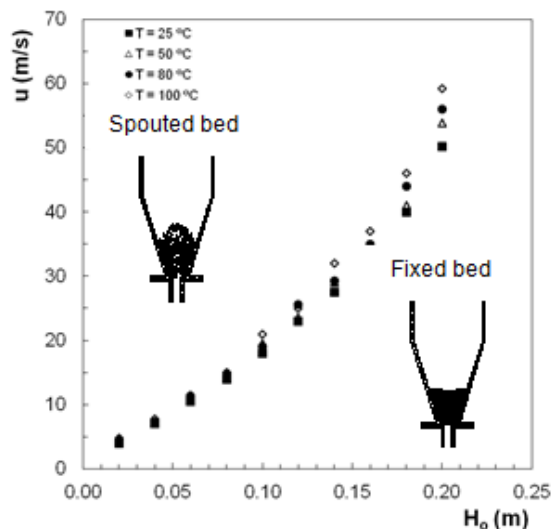 70
60
50
40
30
20
10
0
u (m/s)
T = 25 ºC
T = 50 ºC
T = 80 ºC
T = 100 ºC
Spouted bed
Fixed bed
0.00 0.05 0.10 0.15 0.20 0.25
Ho (m)